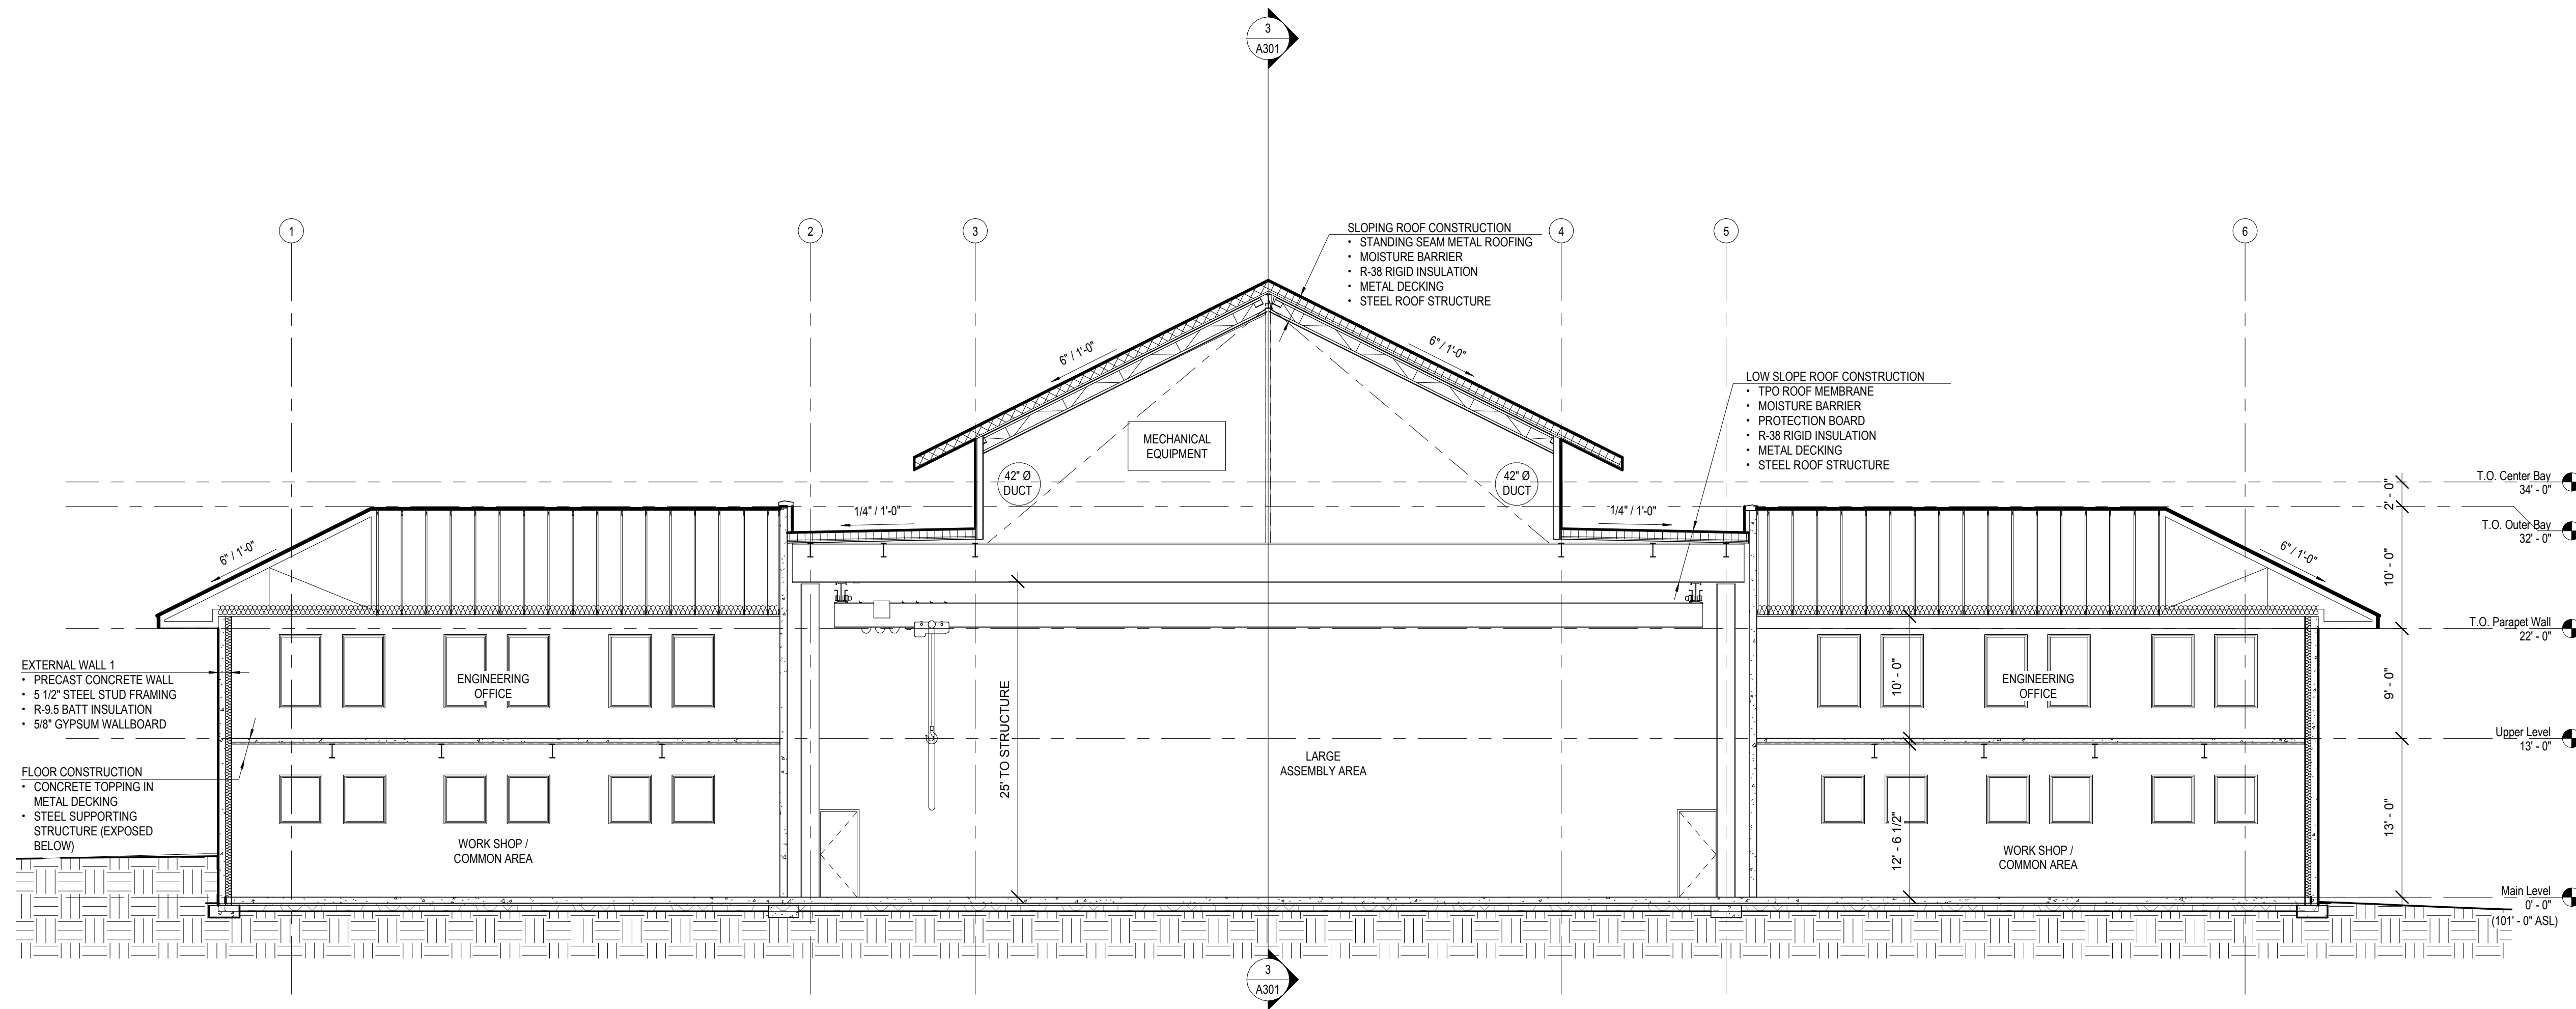 3
A301
1
2
3
4
5
6
SLOPING ROOF CONSTRUCTION
• STANDING SEAM METAL ROOFING
• MOISTURE BARRIER
• R-38 RIGID INSULATION
• METAL DECKING
• STEEL ROOF STRUCTURE
6" / 1'-0"
6" / 1'-0"
LOW SLOPE ROOF CONSTRUCTION
• TPO ROOF MEMBRANE
• MOISTURE BARRIER
• PROTECTION BOARD
• R-38 RIGID INSULATION
• METAL DECKING
• STEEL ROOF STRUCTURE
MECHANICAL
EQUIPMENT
42" Ø
DUCT
42" Ø
DUCT
1/4" / 1'-0"
1/4" / 1'-0"
6" / 1'-0"
6" / 1'-0"
T.O. Center Bay
34' - 0"
2' - 0"
T.O. Outer Bay
32' - 0"
10' - 0"
T.O. Parapet Wall
22' - 0"
9' - 0"
Upper Level
13' - 0"
13' - 0"
Main Level
0' - 0"
(101' - 0" ASL)
EXTERNAL WALL 1
• PRECAST CONCRETE WALL
• 5 1/2" STEEL STUD FRAMING
• R-9.5 BATT INSULATION
• 5/8" GYPSUM WALLBOARD
FLOOR CONSTRUCTION
• CONCRETE TOPPING IN
METAL DECKING
• STEEL SUPPORTING
STRUCTURE (EXPOSED
BELOW)
ENGINEERING
OFFICE
WORK SHOP /
COMMON AREA
25' TO STRUCTURE
LARGE
ASSEMBLY AREA
10' - 0"
12' - 6 1/2"
ENGINEERING
OFFICE
WORK SHOP /
COMMON AREA
3
A301